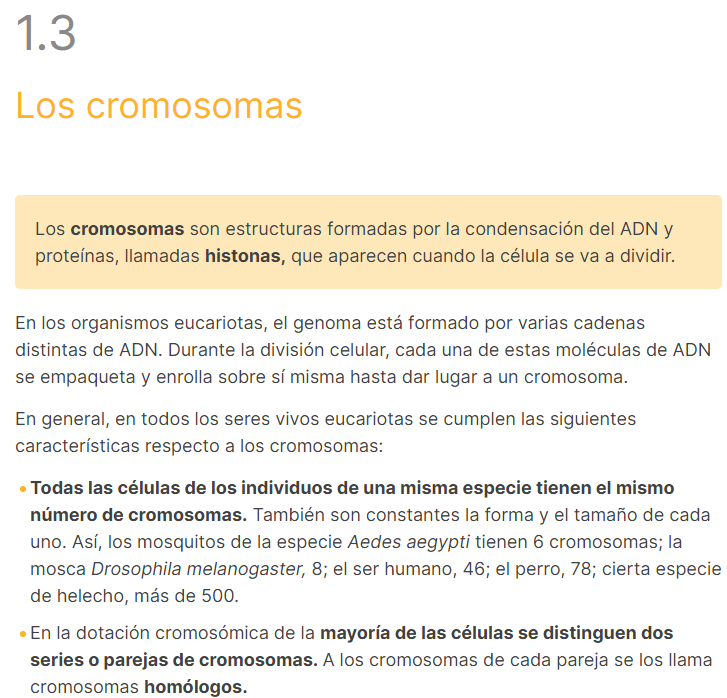 1.3
Los cromosomas
Los cromosomas son estructuras formadas por la condensación del ADN y
proteínas, llamadas histonas, que aparecen cuando la célula se va a dividir.
En los organismos eucariotas, el genoma está formado por varias cadenas
distintas de ADN. Durante la división celular, cada una de estas moléculas de ADN
se empaqueta y enrolla sobre sí misma hasta dar lugar a un cromosoma.
En general, en todos los seres vivos eucariotas se cumplen las siguientes
características respecto a los cromosomas:
• Todas las células de los individuos de una misma especie tienen el mismo
número de cromosomas. También son constantes la forma y el tamaño de cada
uno. Así, los mosquitos de la especie Aedes aegypti tienen 6 cromosomas; la
mosca Drosophila melanogaster, 8; el ser humano, 46; el perro, 78; cierta especie
de helecho, más de 500.
• En la dotación cromosómica de la mayoría de las células se distinguen dos
series o parejas de cromosomas. A los cromosomas de cada pareja se los llama
cromosomas homólogos.